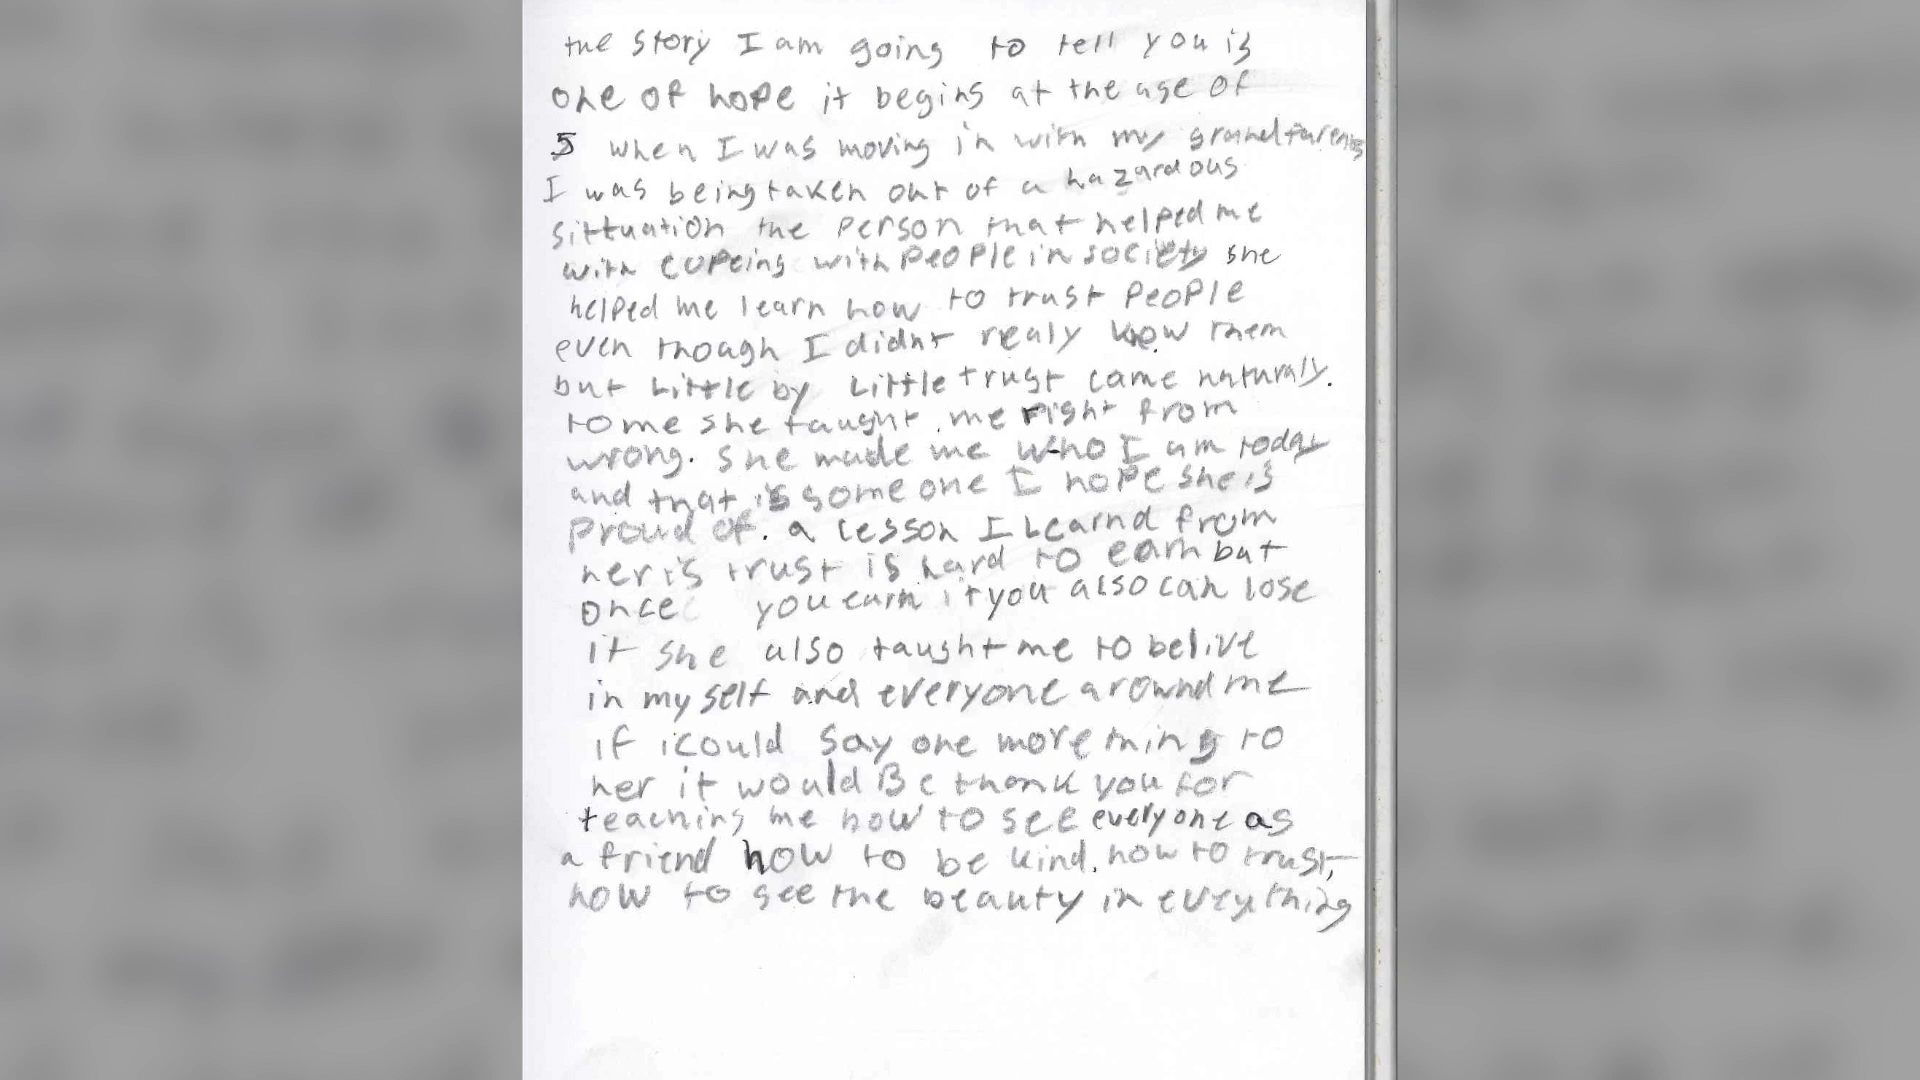 the story I am going to tell you is
one of hope it begins at the age of
5 when I was moving in with my grandparents
I was being taken out of a hazardous
sittuation the person that helped me
with copeing with people in society she
helped me learn how to trust people
even though I didnt realy know them
but little by little trust came naturaly.
to me she taught me right from
wrong. she made me who I am today
and that is someone I hope she is
proud of. a lesson I learnd from
her is trust is hard to earn but
once you earn it you also can lose
it she also taught me to belive
in my self and everyone around me
if i could say one more thing to
her it would Be thank you for
teaching me how to see everyone as
a friend how to be kind, how to trust,
how to see the beauty in everything